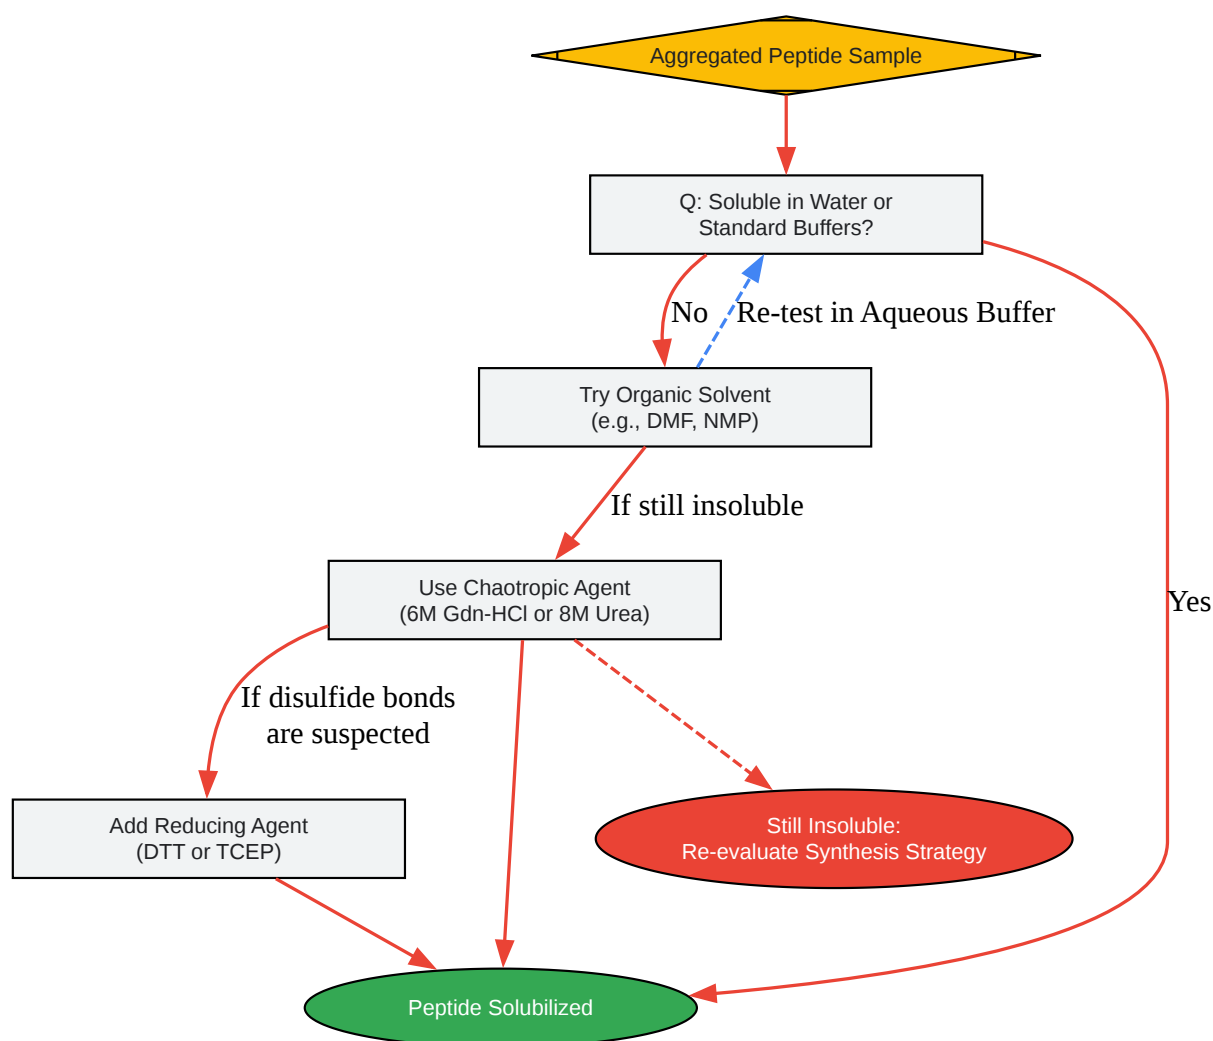 Aggregated Peptide Sample
Q: Soluble in Water or
Standard Buffers?
No
Re-test in Aqueous Buffer
Try Organic Solvent
(e.g., DMF, NMP)
If still insoluble
Use Chaotropic Agent
(6M Gdn-HCl or 8M Urea)
Yes
If disulfide bonds
are suspected
Add Reducing Agent
(DTT or TCEP)
Still Insoluble:
Re-evaluate Synthesis Strategy
Peptide Solubilized